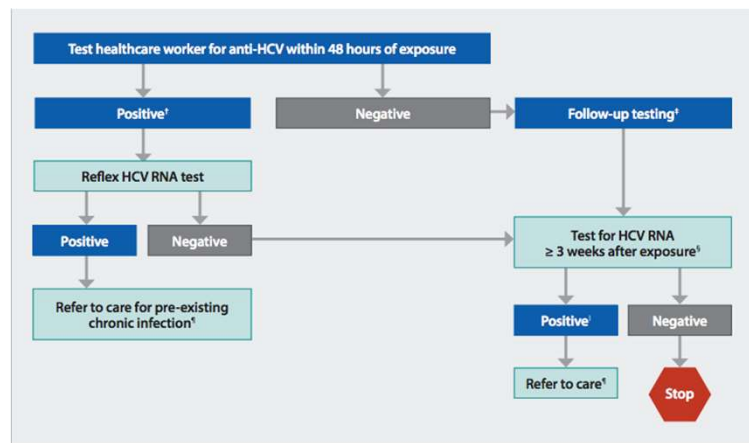 Test healthcare worker for anti-HCV within 48 hours of exposure
Positive†
Negative
Follow-up testing‡
Reflex HCV RNA test
Positive
Negative
Test for HCV RNA
≥ 3 weeks after exposure§
Refer to care for pre-existing
chronic infection¶
Positive
Negative
Refer to care¶
Stop